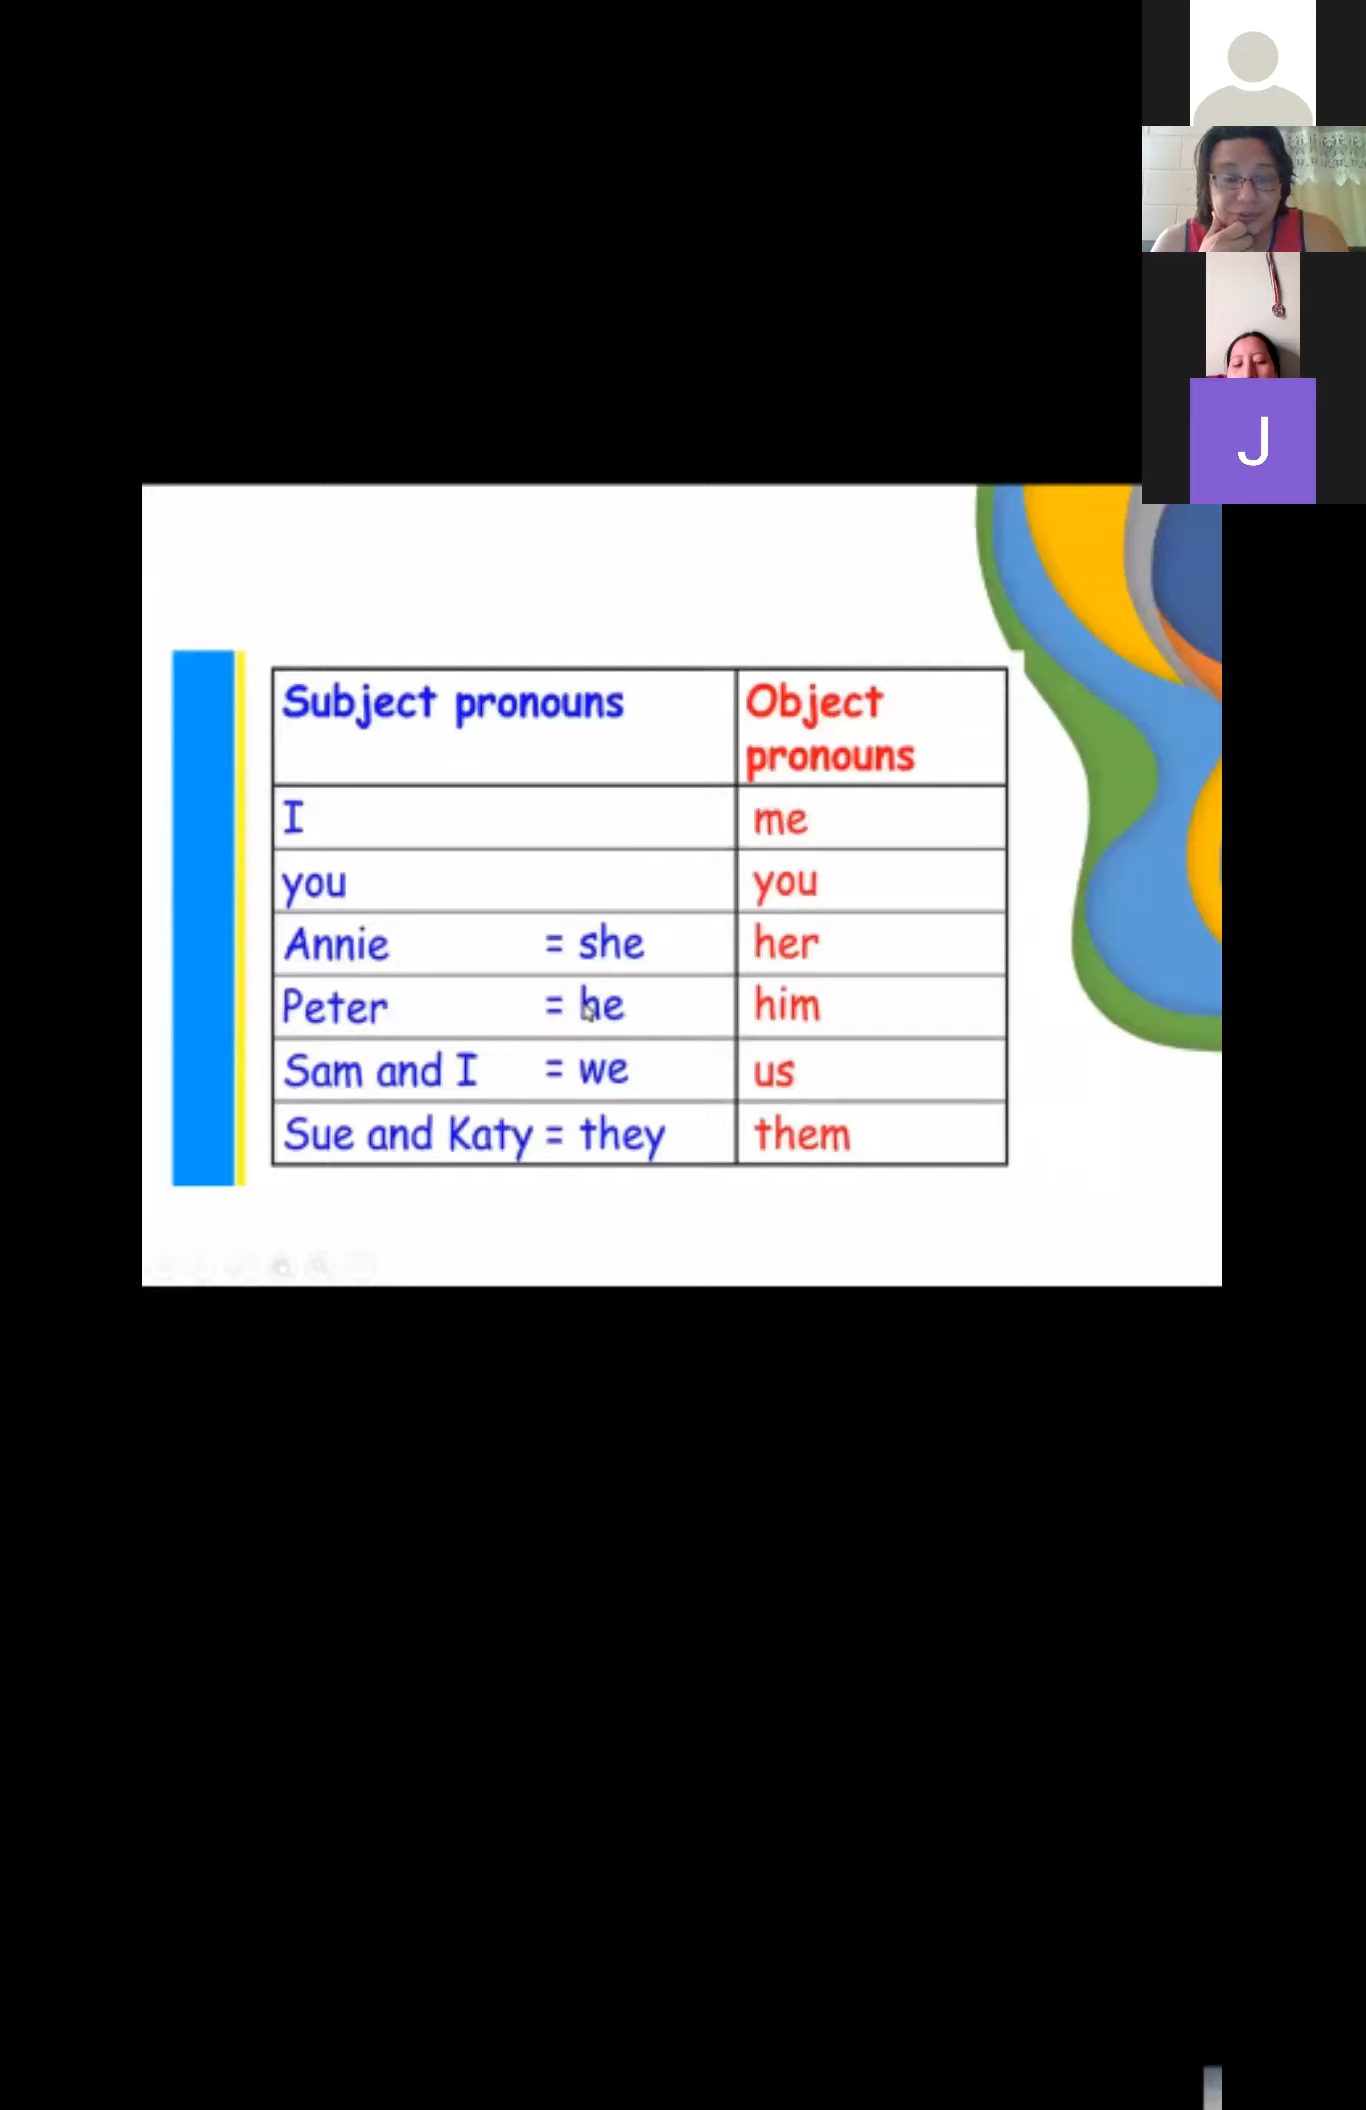 J
Subject pronouns
Object
pronouns
I
me
you
you
Annie = she
her
Peter = he
him
Sam and I = we
us
Sue and Katy = they
them